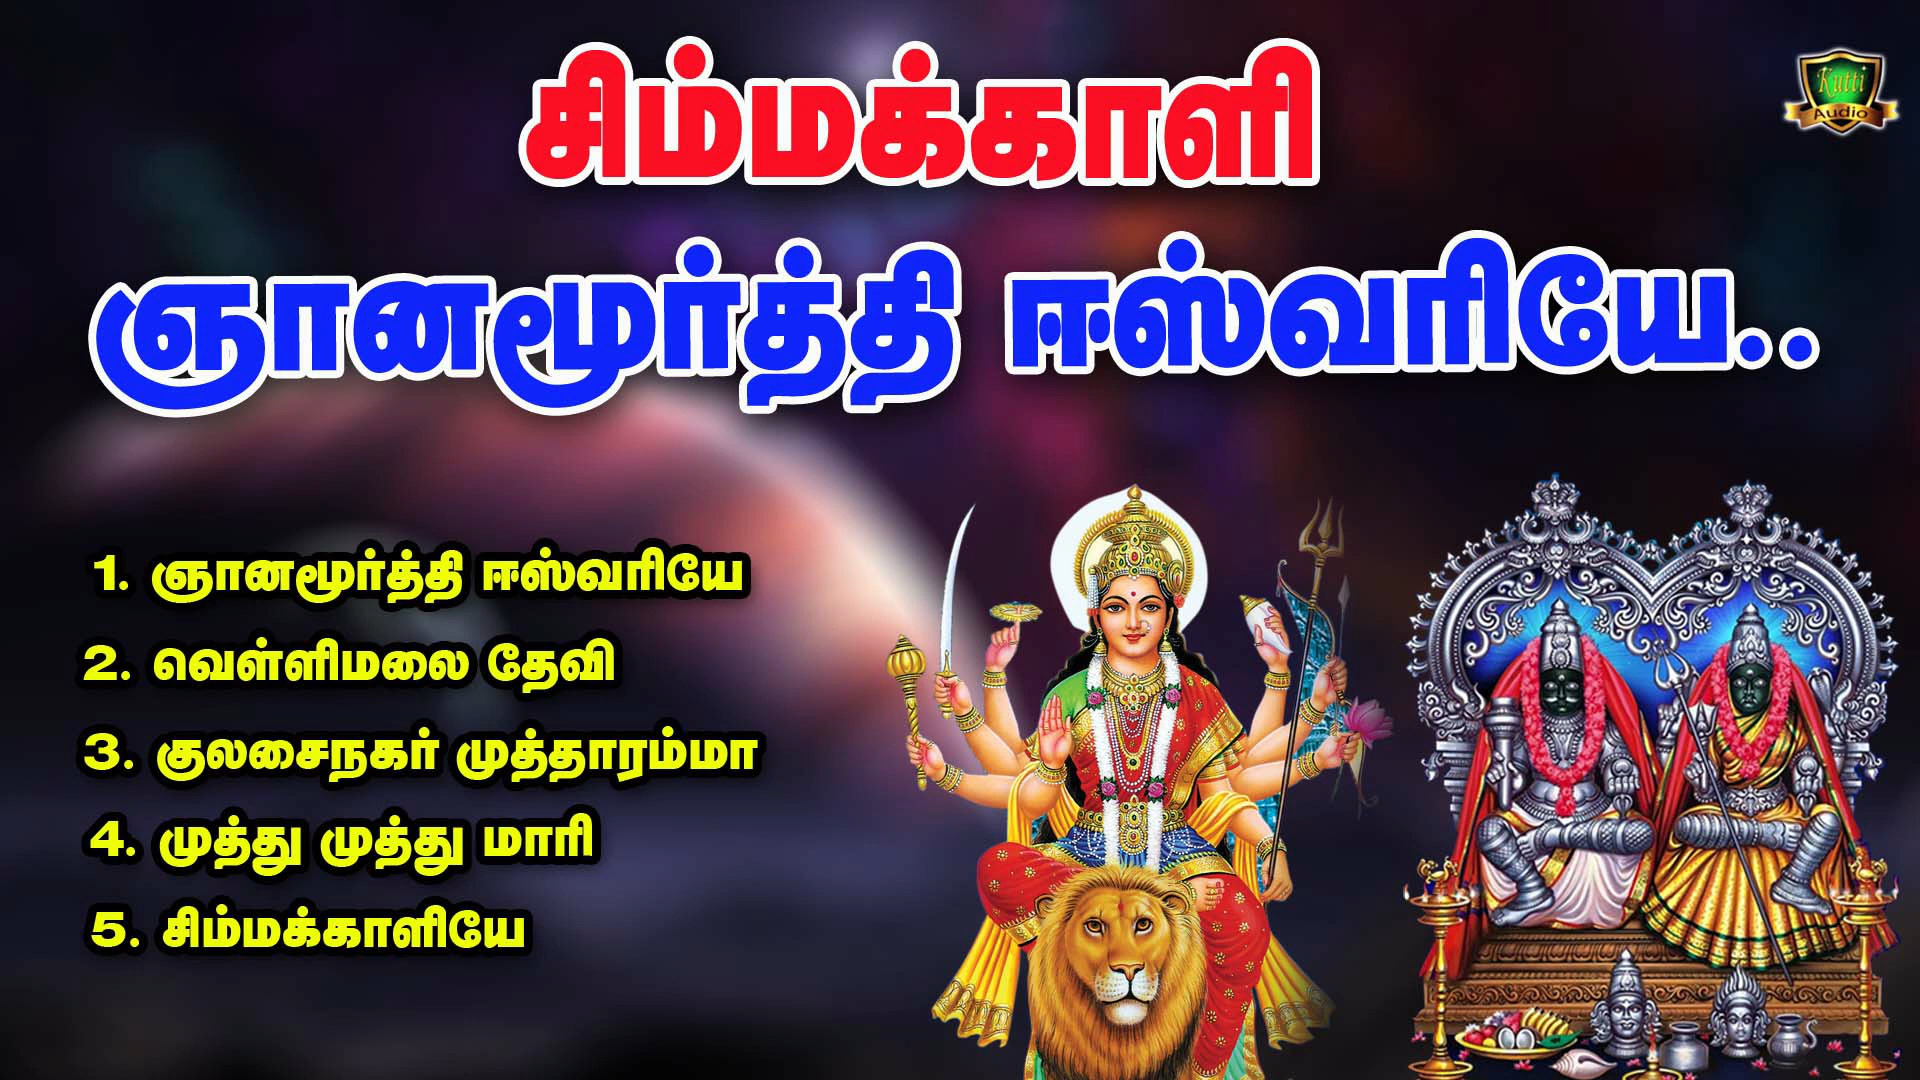 சிம்மக்காளி
ஞானமூர்த்தி ஈஸ்வரியே..
Kutti
Audio
1. ஞானமூர்த்தி ஈஸ்வரியே
2. வெள்ளிமலை தேவி
3. குலசைநகர் முத்தாரம்மா
4. முத்து முத்து மாரி
5. சிம்மக்காளியே